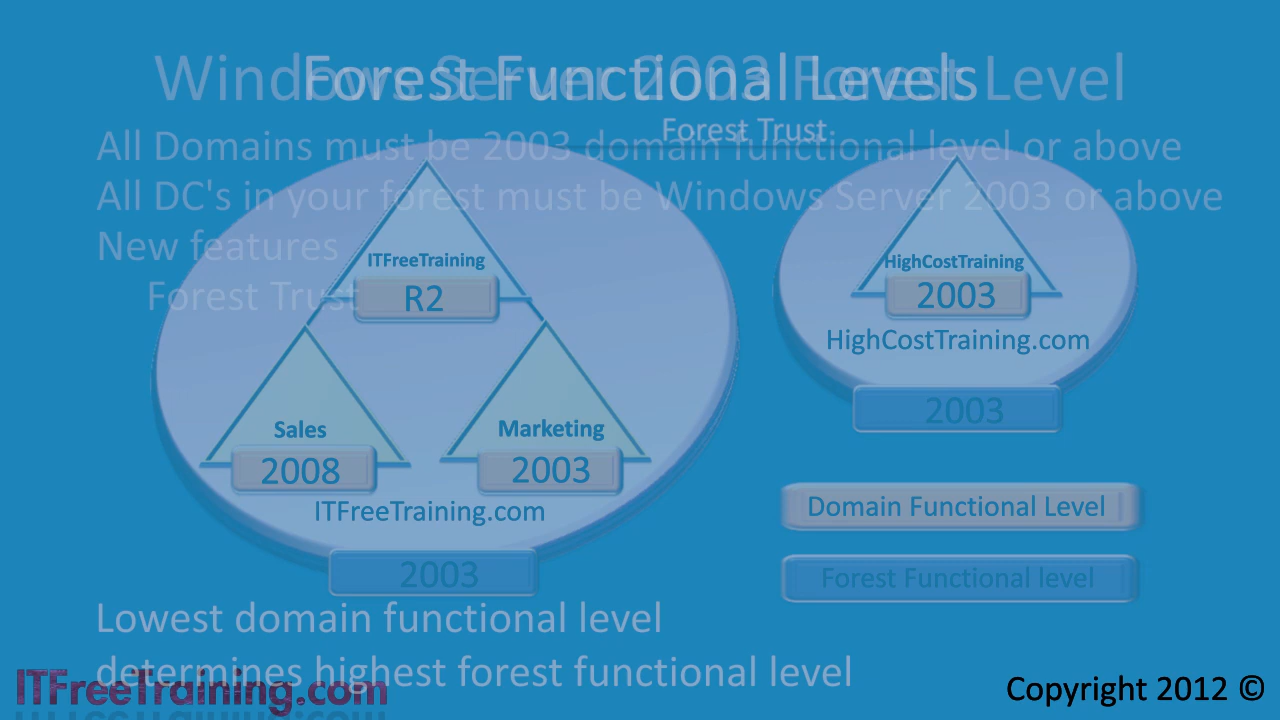 Windows Server 2003 Forest Level
Forest Functional Levels
Forest Trust
All Domains must be 2003 domain functional level or above
All DC's in your forest must be Windows Server 2003 or above
New features
Forest Trust
ITFreeTraining
R2
HighCostTraining
2003
HighCostTraining.com
2003
Sales
2008
Marketing
2003
ITFreeTraining.com
2003
Domain Functional Level
Forest Functional level
Lowest domain functional level
determines highest forest functional level
ITFreeTraining.com
Copyright 2012 ©